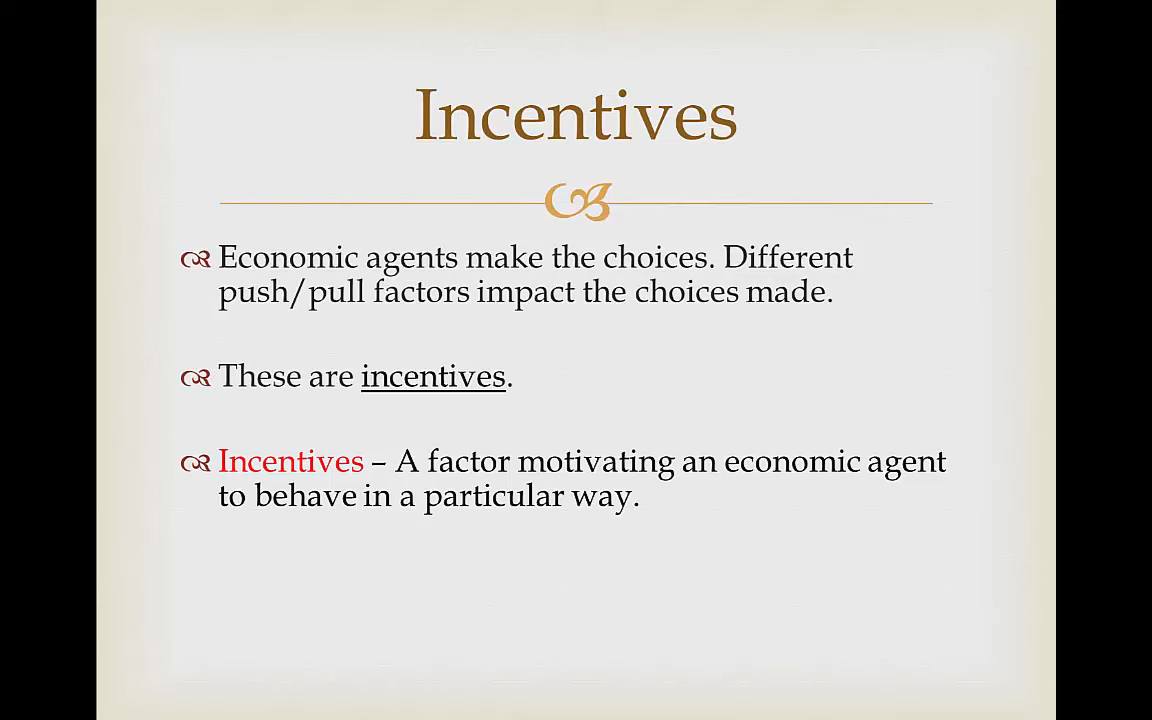 Incentives
Economic agents make the choices. Different
push/pull factors impact the choices made.
These are incentives.
Incentives – A factor motivating an economic agent
to behave in a particular way.